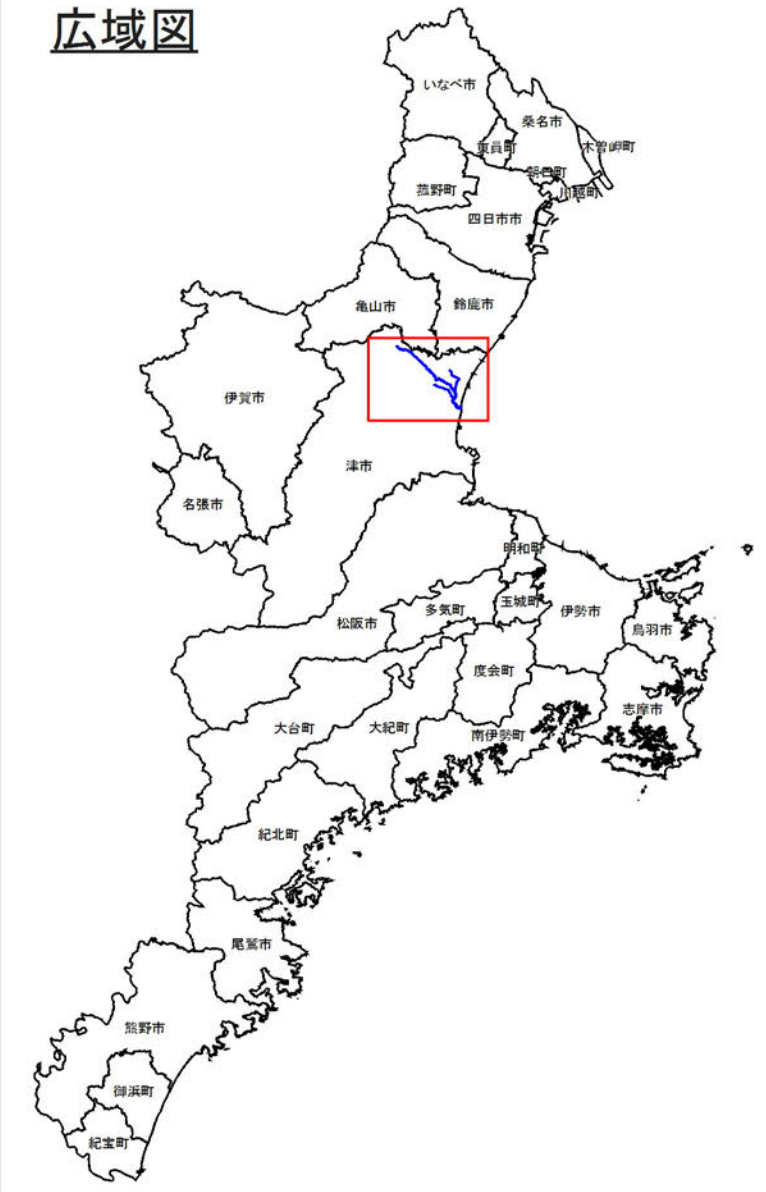 広域図
いなべ市
桑名市
東員町
木曽岬町
朝日町
菰野町
川越町
四日市市
亀山市
鈴鹿市
伊賀市
津市
名張市
明和町
玉城町
多気町
伊勢市
松阪市
鳥羽市
度会町
志摩市
大台町
大紀町
南伊勢町
紀北町
尾鷲市
熊野市
御浜町
紀宝町